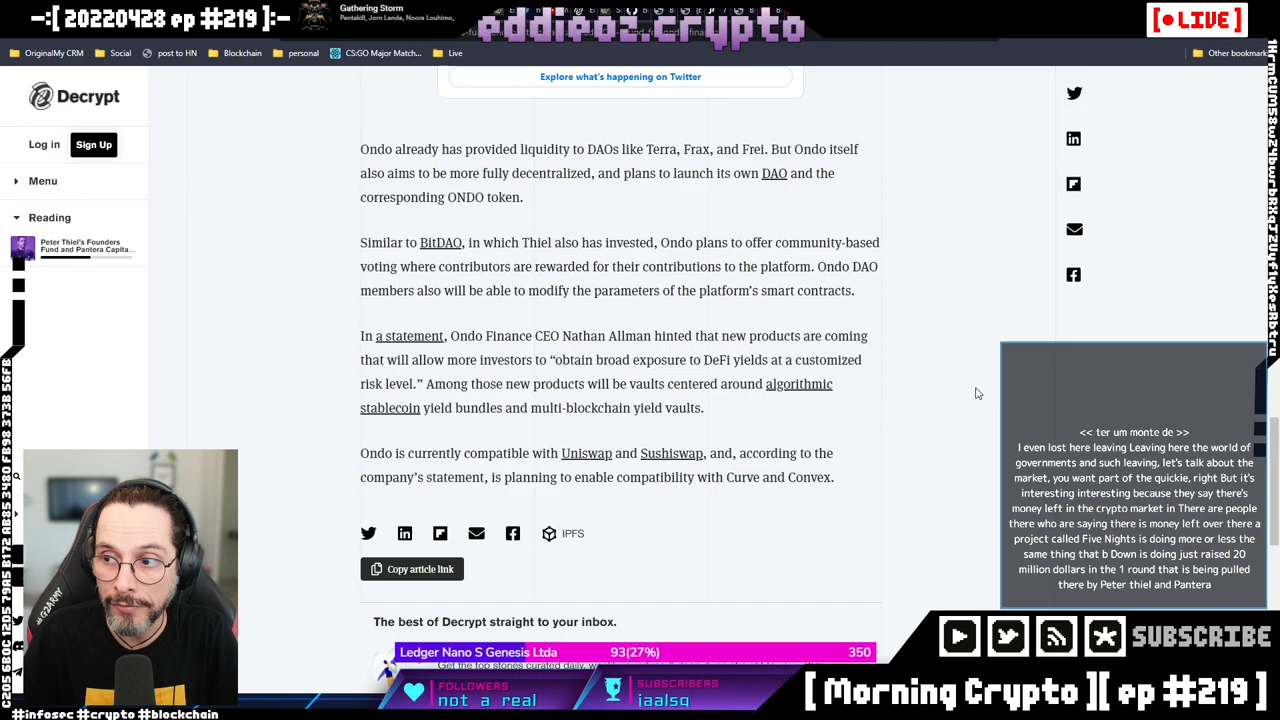 -:[ 20220428 ep #219 ]:-
Gathering Storm
Pentakill, Jorn Lande, Noora Louhimo,
eddieoz.crypto
[ • LIVE ]
OriginalMy CRM
Social
post to HN
Blockchain
personal
CS:GO Major Match...
Live
Other bookmar
Decrypt
Log in
Sign Up
Menu
Reading
Peter Thiel's Founders
Fund and Pantera Capita...
Explore what's happening on Twitter
Ondo already has provided liquidity to DAOs like Terra, Frax, and Frei. But Ondo itself
also aims to be more fully decentralized, and plans to launch its own DAO and the
corresponding ONDO token.
Similar to BitDAO, in which Thiel also has invested, Ondo plans to offer community-based
voting where contributors are rewarded for their contributions to the platform. Ondo DAO
members also will be able to modify the parameters of the platform's smart contracts.
In a statement, Ondo Finance CEO Nathan Allman hinted that new products are coming
that will allow more investors to “obtain broad exposure to DeFi yields at a customized
risk level.” Among those new products will be vaults centered around algorithmic
stablecoin yield bundles and multi-blockchain yield vaults.
Ondo is currently compatible with Uniswap and Sushiswap, and, according to the
company's statement, is planning to enable compatibility with Curve and Convex.
IPFS
Copy article link
The best of Decrypt straight to your inbox.
Get the top stories curated daily,
<< ter um monte de >>
I even lost here leaving Leaving here the world of
governments and such leaving, let's talk about the
market, you want part of the quickie, right But it's
interesting interesting because they say there's
money left in the crypto market in There are people
there who are saying there is money left over there a
project called Five Nights is doing more or less the
same thing that b Down is doing just raised 20
million dollars in the 1 round that is being pulled
there by Peter thiel and Pantera
Ledger Nano S Genesis Ltda 93(27%) 350
FOLLOWERS
not a real
SUBSCRIBERS
iaalsq
SUBSCRIBE
[ Morning Crypto ][ ep #219 ]
#infosec #crypto #blockchain